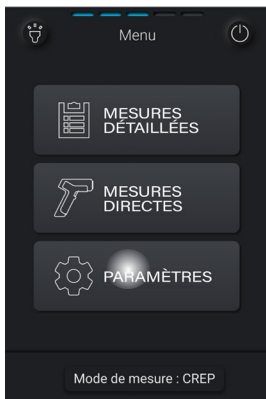 Menu
MESURES
DÉTAILLÉES
MESURES
DIRECTES
PARAMÈTRES
Mode de mesure : CREP